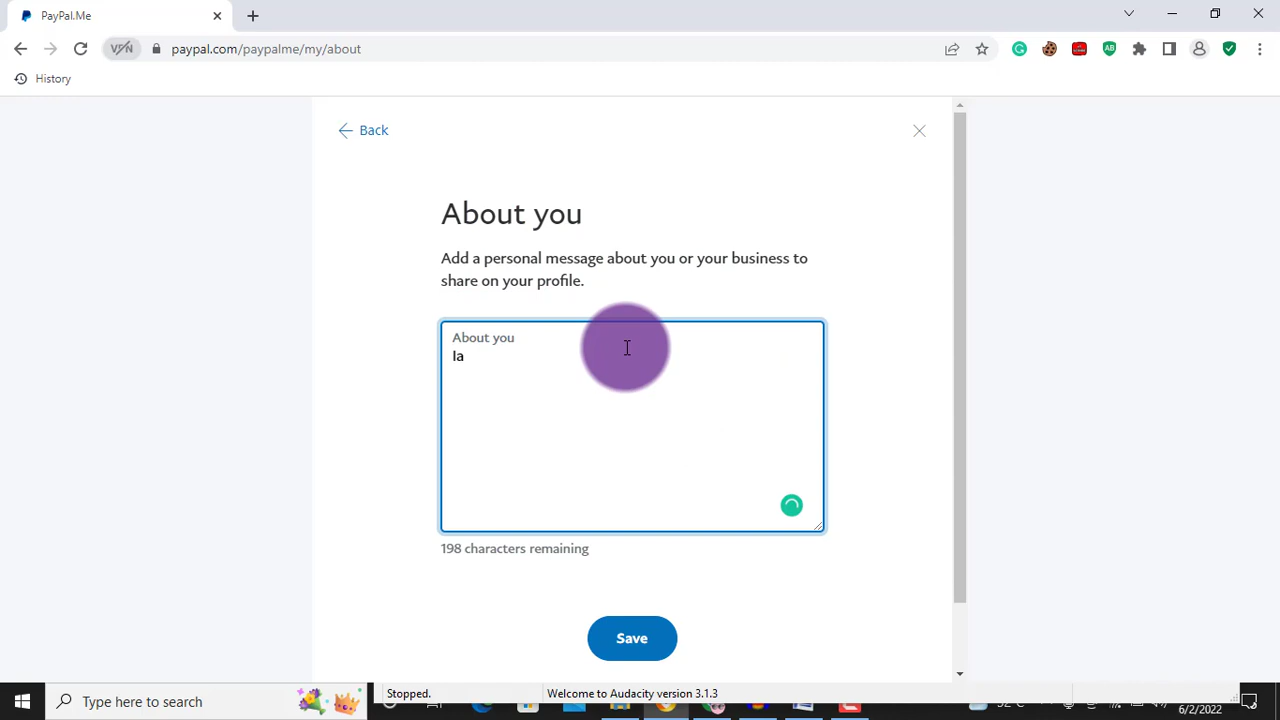 PayPal.Me
VPN
paypal.com/paypalme/my/about
History
Back
About you
Add a personal message about you or your business to
share on your profile.
About you
la
198 characters remaining
Save
Type here to search
Stopped.
Welcome to Audacity version 3.1.3
6/2/2022